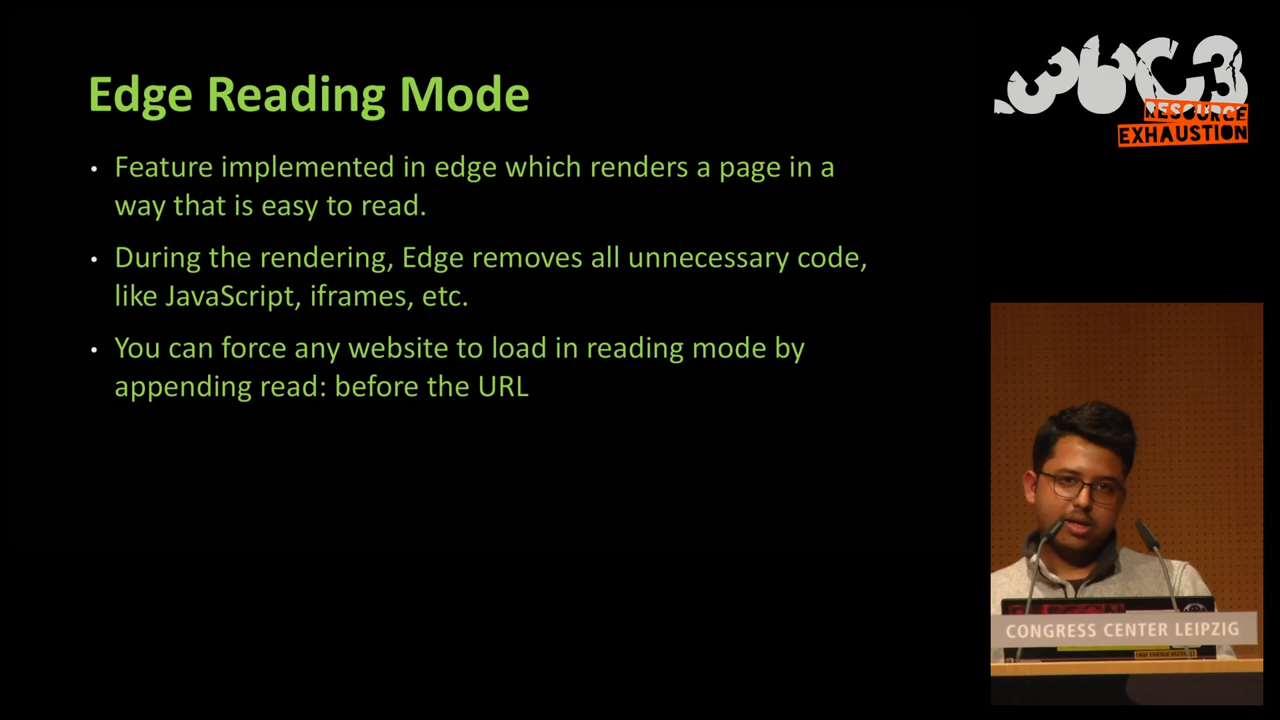 Edge Reading Mode
• Feature implemented in edge which renders a page in a
way that is easy to read.
• During the rendering, Edge removes all unnecessary code,
like JavaScript, iframes, etc.
• You can force any website to load in reading mode by
appending read: before the URL
36C3
RESOURCE
EXHAUSTION
CONGRESS CENTER LEIPZIG